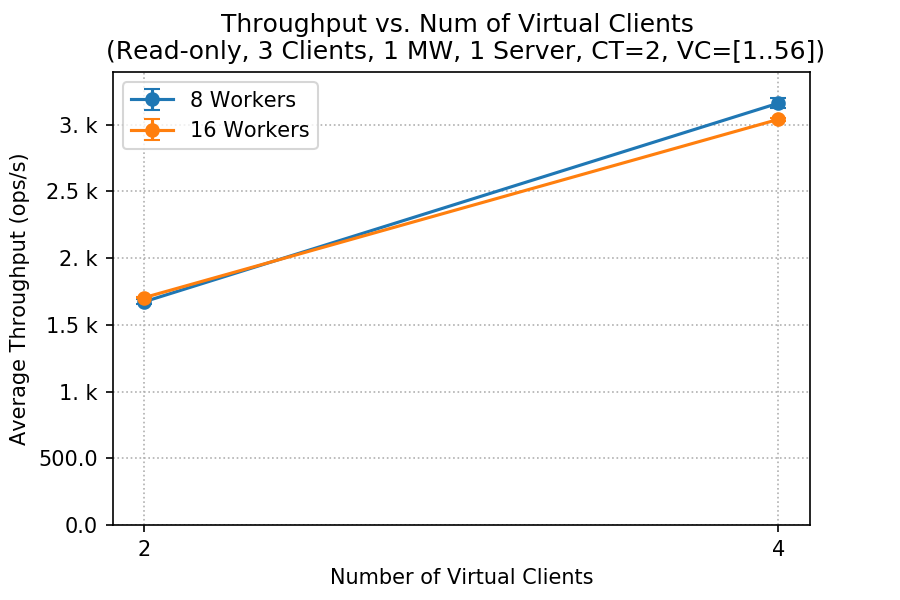 Throughput vs. Num of Virtual Clients
(Read-only, 3 Clients, 1 MW, 1 Server, CT=2, VC=[1..56])
8 Workers
16 Workers
3. k
2.5 k
2. k
1.5 k
1. k
500.0
0.0
Average Throughput (ops/s)
2
4
Number of Virtual Clients